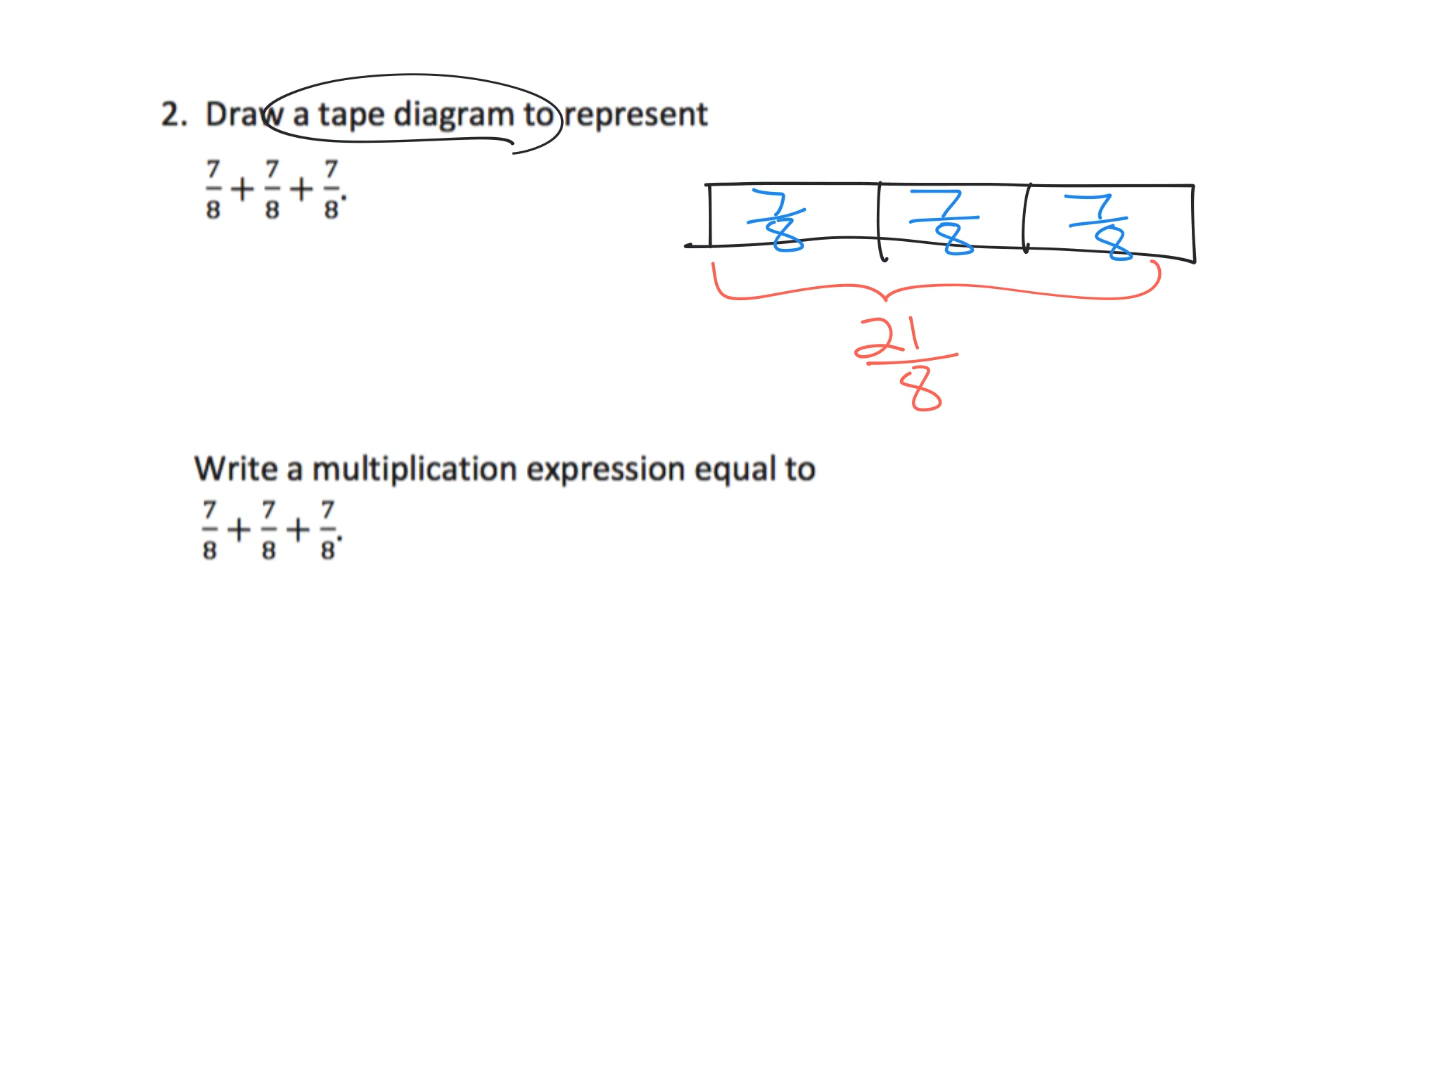 2. Draw a tape diagram to represent
7/8 + 7/8 + 7/8.
7/8 7/8 7/8
21/8
Write a multiplication expression equal to
7/8 + 7/8 + 7/8.